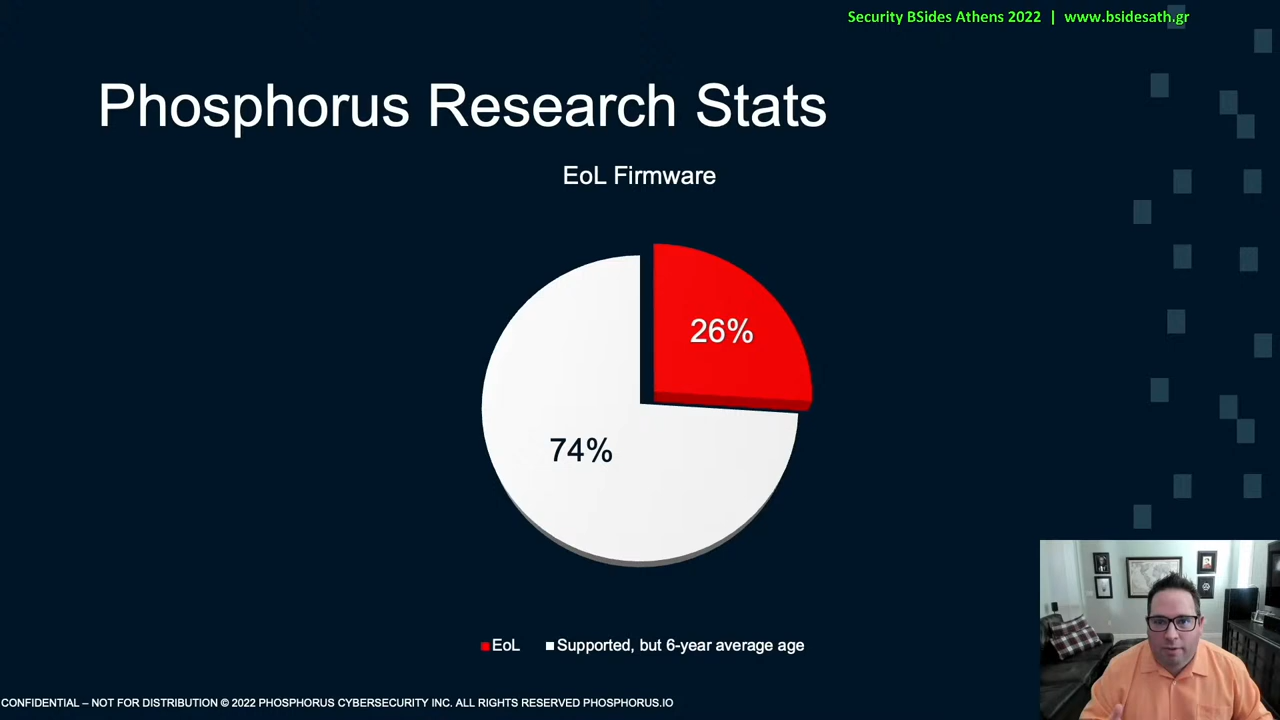 Security BSides Athens 2022 | www.bsidesath.gr
Phosphorus Research Stats
EoL Firmware
26%
74%
EoL
Supported, but 6-year average age
CONFIDENTIAL – NOT FOR DISTRIBUTION © 2022 PHOSPHORUS CYBERSECURITY INC. ALL RIGHTS RESERVED PHOSPHORUS.IO